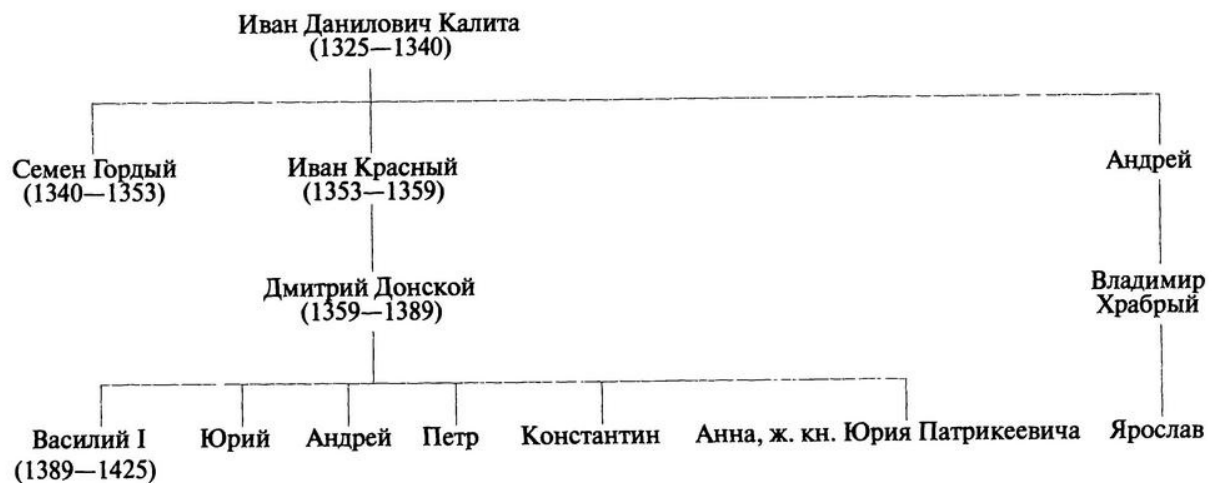 Иван Данилович Калита
(1325—1340)
Семен Гордый
(1340—1353)
Иван Красный
(1353—1359)
Андрей
Дмитрий Донской
(1359—1389)
Владимир
Храбрый
Василий I
(1389—1425)
Юрий
Андрей
Петр
Константин
Анна, ж. кн. Юрия Патрикеевича
Ярослав